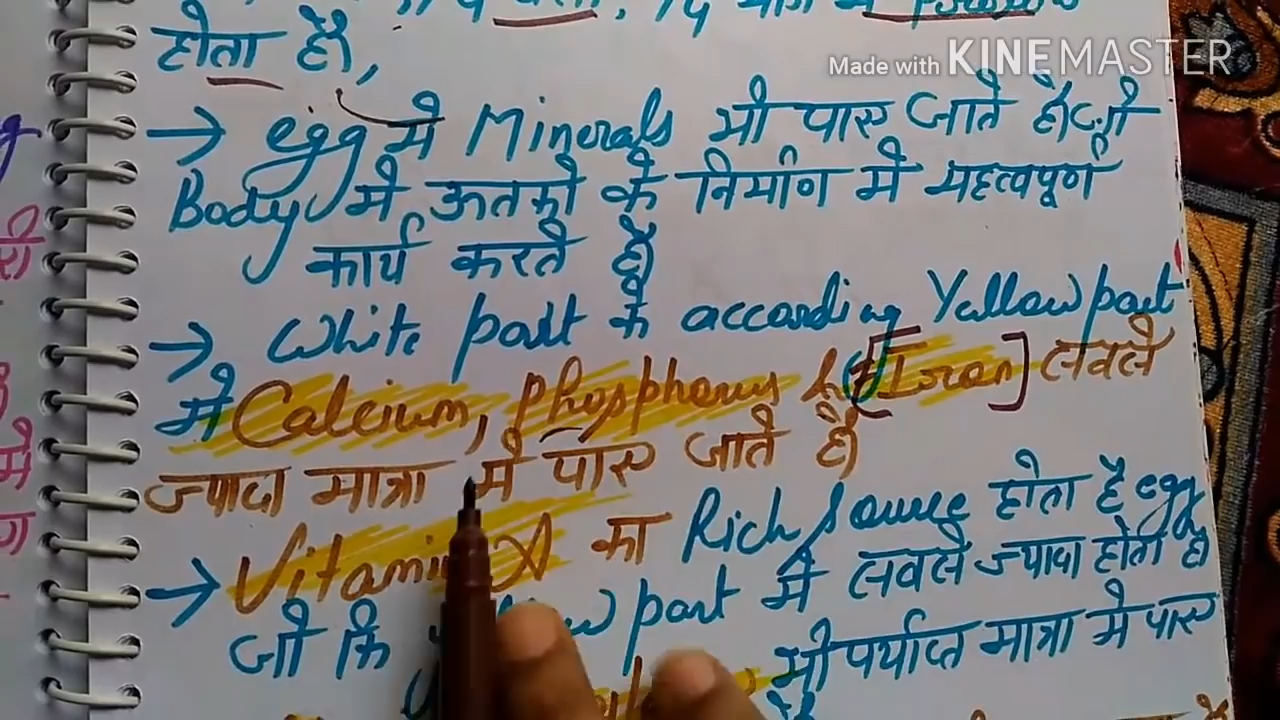 Made with KINEMASTER
होता है,
→ egg मे Minerals भी पाए जाते है जो
Body मे ऊतको के निर्माण मे महत्वपूर्ण
कार्य करते है
→ White part के according Yellow part
मे Calcium, Phosphorus & [Iron] सबसे
ज्यादा मात्रा में पाए जाते है
→ Vitamin A का Rich Source होता है egg
जो कि part में सबसे ज्यादा होता है
भी पर्याप्त मात्रा मे पाए